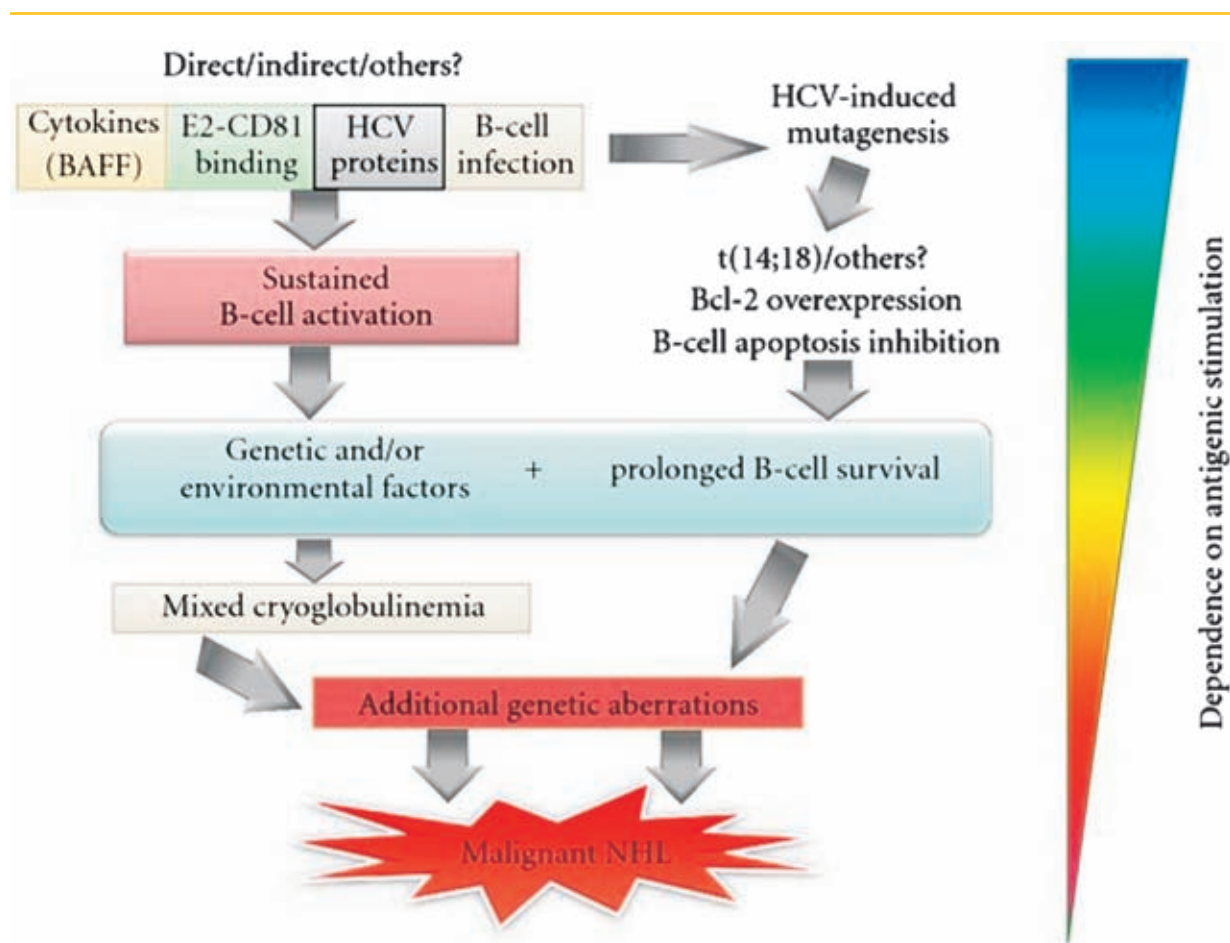 Direct/indirect/others?
Cytokines
(BAFF)
E2-CD81
binding
HCV
proteins
B-cell
infection
HCV-induced
mutagenesis
Sustained
B-cell activation
t(14;18)/others?
Bcl-2 overexpression
B-cell apoptosis inhibition
Genetic and/or
environmental factors
+
prolonged B-cell survival
Mixed cryoglobulinemia
Additional genetic aberrations
Malignant NHL
Dependence on antigenic stimulation